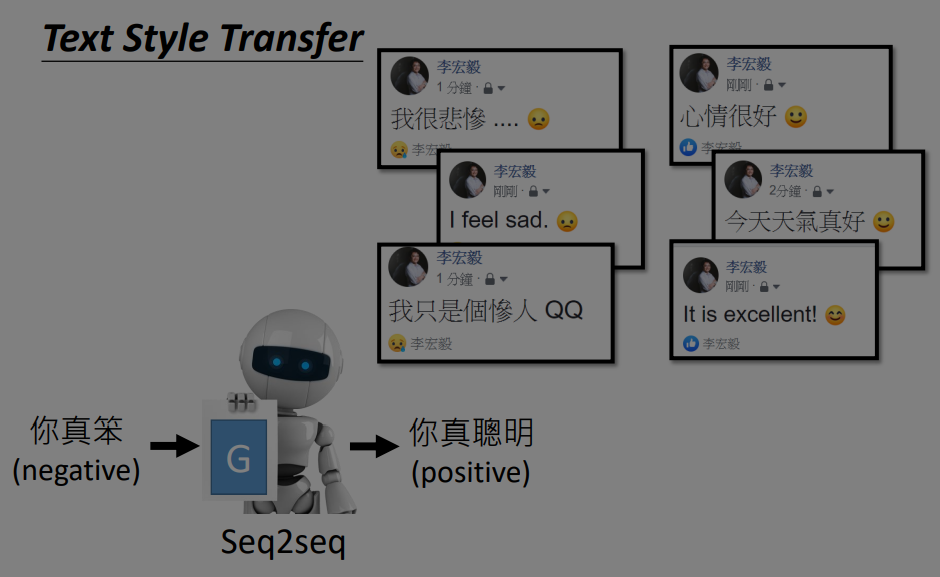 Text Style Transfer
李宏毅
1 分鐘
我很悲慘 ....
李宏毅
李宏毅
剛剛
I feel sad.
李宏毅
1 分鐘
我只是個慘人 QQ
李宏毅
李宏毅
剛剛
心情很好
李宏毅
李宏毅
2分鐘
今天天氣真好
李宏毅
剛剛
It is excellent!
李宏毅
你真笨
(negative)
G
你真聰明
(positive)
Seq2seq